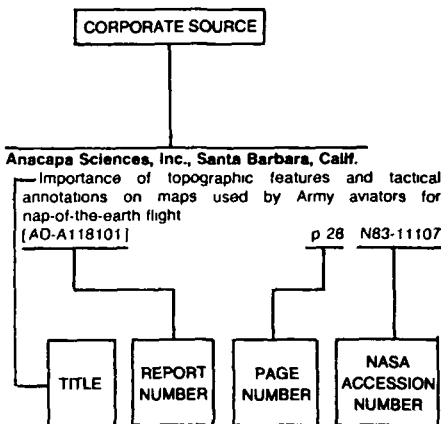 CORPORATE SOURCE
Anacapa Sciences, Inc., Santa Barbara, Calif.
Importance of topographic features and tactical
annotations on maps used by Army aviators for
nap-of-the-earth flight
[AD-A118101] p 26 N83-11107
TITLE
REPORT
NUMBER
PAGE
NUMBER
NASA
ACCESSION
NUMBER